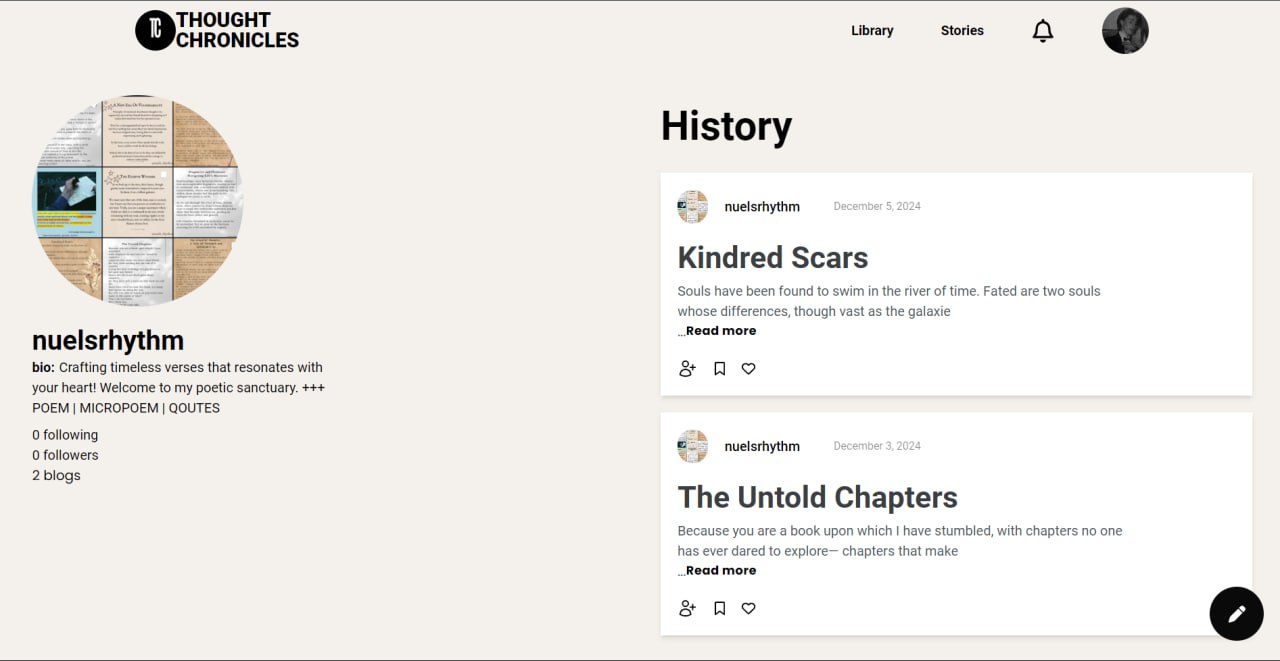 TC THOUGHT
CHRONICLES
Library
Stories
nuelsrhythm
bio: Crafting timeless verses that resonates with
your heart! Welcome to my poetic sanctuary. +++
POEM | MICROPOEM | QOUTES
0 following
0 followers
2 blogs
History
nuelsrhythm December 5, 2024
Kindred Scars
Souls have been found to swim in the river of time. Fated are two souls
whose differences, though vast as the galaxie
...Read more
nuelsrhythm December 3, 2024
The Untold Chapters
Because you are a book upon which I have stumbled, with chapters no one
has ever dared to explore— chapters that make
...Read more